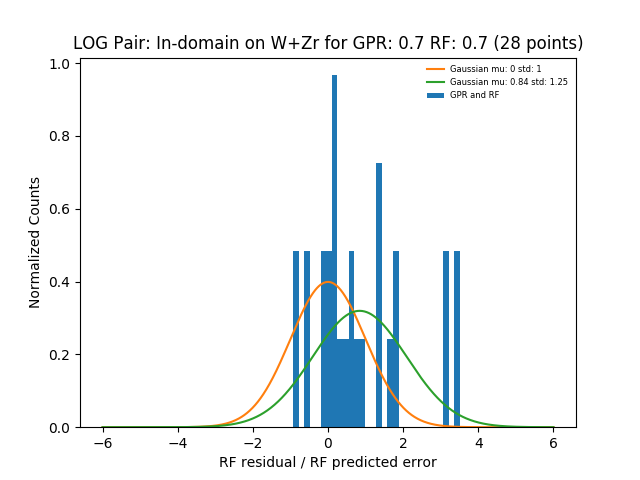 LOG Pair: In-domain on W+Zr for GPR: 0.7 RF: 0.7 (28 points)
Gaussian mu: 0 std: 1
Gaussian mu: 0.84 std: 1.25
GPR and RF
Normalized Counts
1.0
0.8
0.6
0.4
0.2
0.0
−6 −4 −2 0 2 4 6
RF residual / RF predicted error